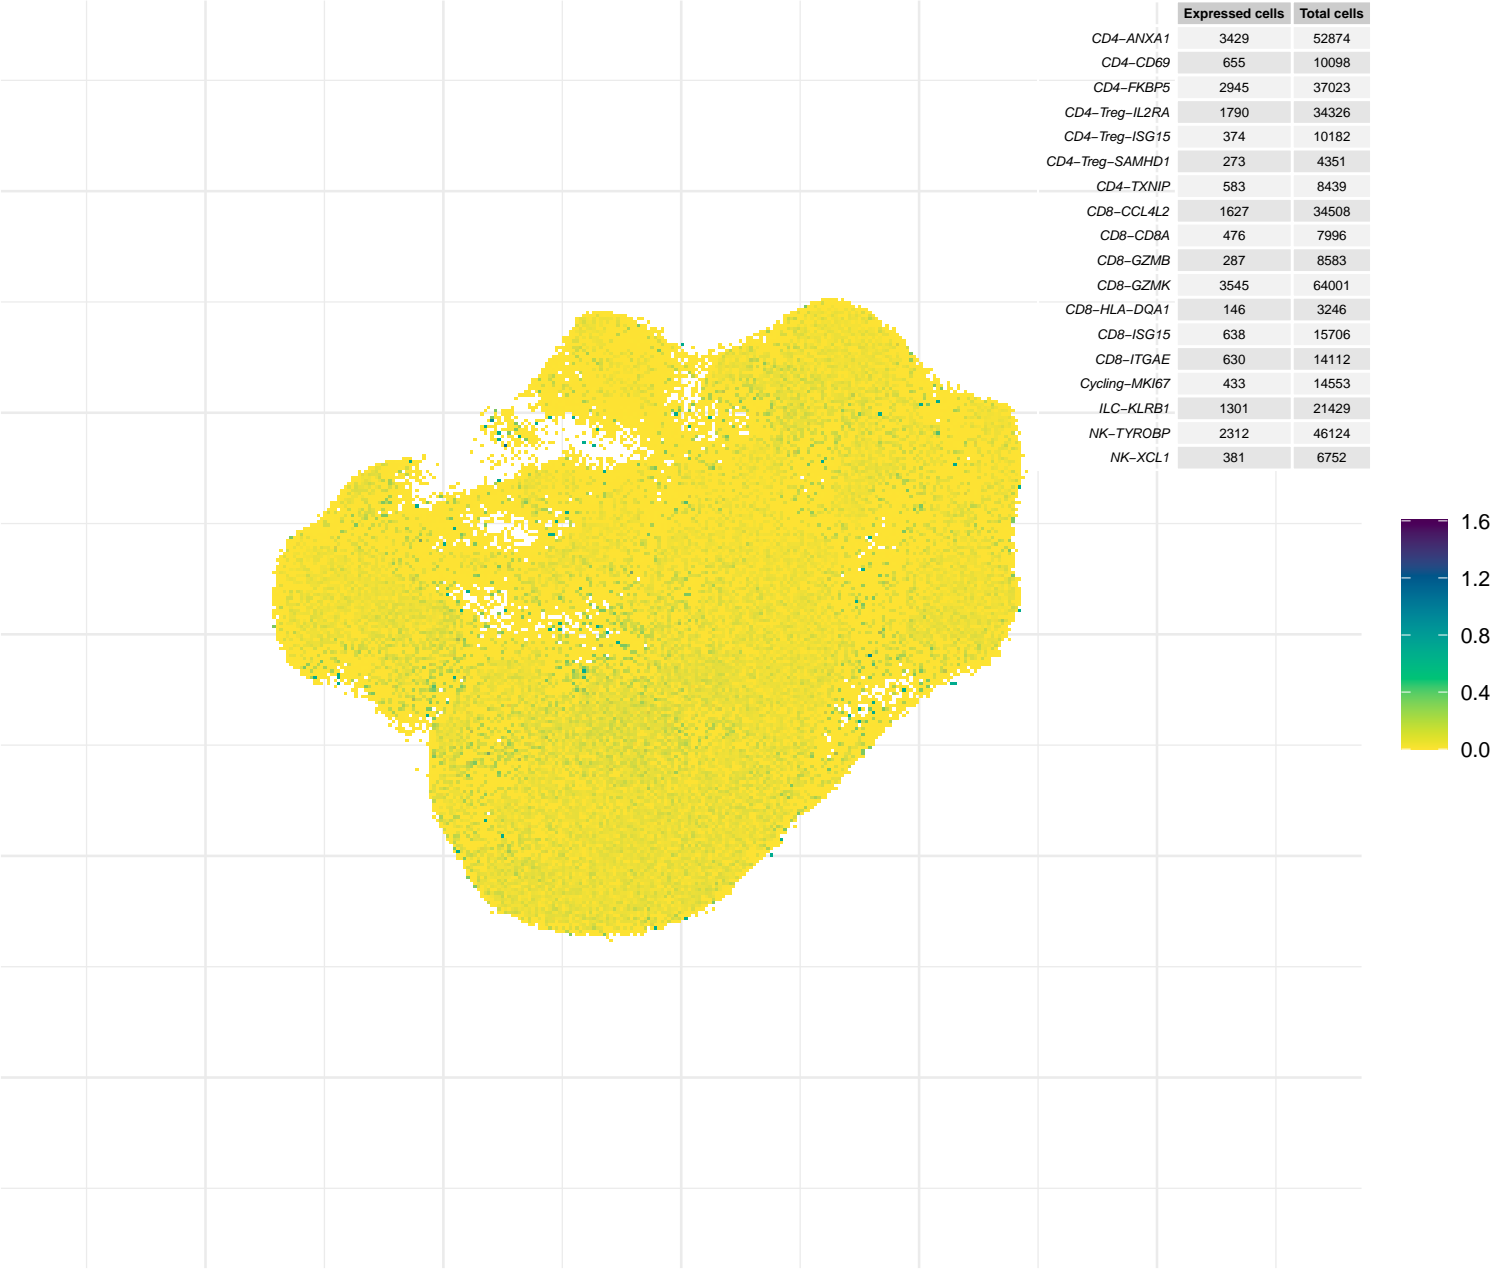 Expressed cells Total cells
CD4−ANXA1 3429 52874
CD4−CD69 655 10098
CD4−FKBP5 2945 37023
CD4−Treg−IL2RA 1790 34326
CD4−Treg−ISG15 374 10182
CD4−Treg−SAMHD1 273 4351
CD4−TXNIP 583 8439
CD8−CCL4L2 1627 34508
CD8−CD8A 476 7996
CD8−GZMB 287 8583
CD8−GZMK 3545 64001
CD8−HLA−DQA1 146 3246
CD8−ISG15 638 15706
CD8−ITGAE 630 14112
Cycling−MKI67 433 14553
ILC−KLRB1 1301 21429
NK−TYROBP 2312 46124
NK−XCL1 381 6752
1.6
1.2
0.8
0.4
0.0